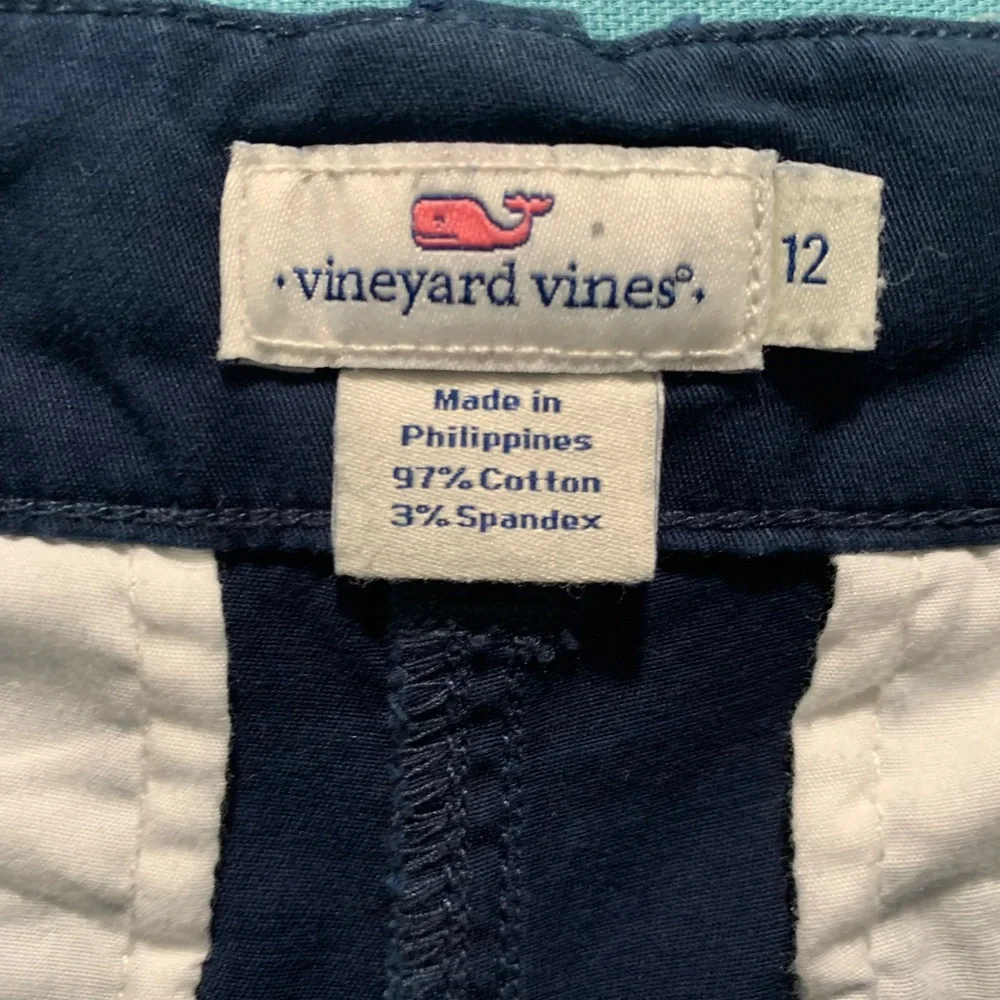 · vineyard vines® ·
12
Made in
Philippines
97% Cotton
3% Spandex